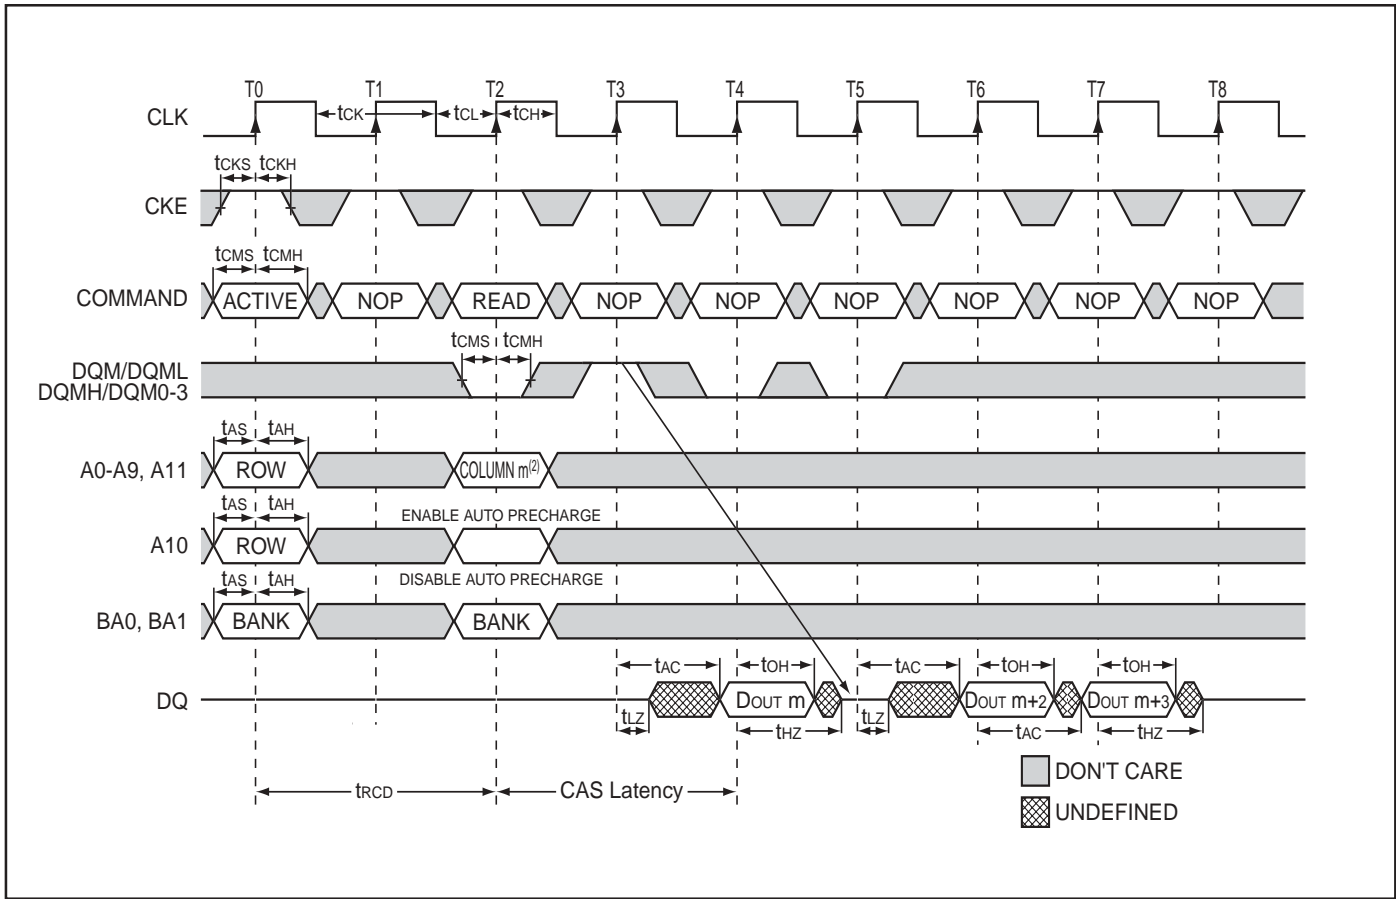 T0 T1 T2 T3 T4 T5 T6 T7 T8
CLK tCK tCL tCH
tCKS tCKH
CKE
tCMS tCMH
COMMAND ACTIVE NOP READ NOP NOP NOP NOP NOP NOP
tCMS tCMH
DQM/DQML
DQMH/DQM0-3
tAS tAH
A0-A9, A11 ROW COLUMN m(2)
tAS tAH ENABLE AUTO PRECHARGE
A10 ROW
tAS tAH DISABLE AUTO PRECHARGE
BA0, BA1 BANK BANK
tAC tOH tAC tOH tOH
DQ DOUT m DOUT m+2 DOUT m+3
tLZ tHZ tLZ tAC tHZ
DON'T CARE
tRCD CAS Latency
UNDEFINED